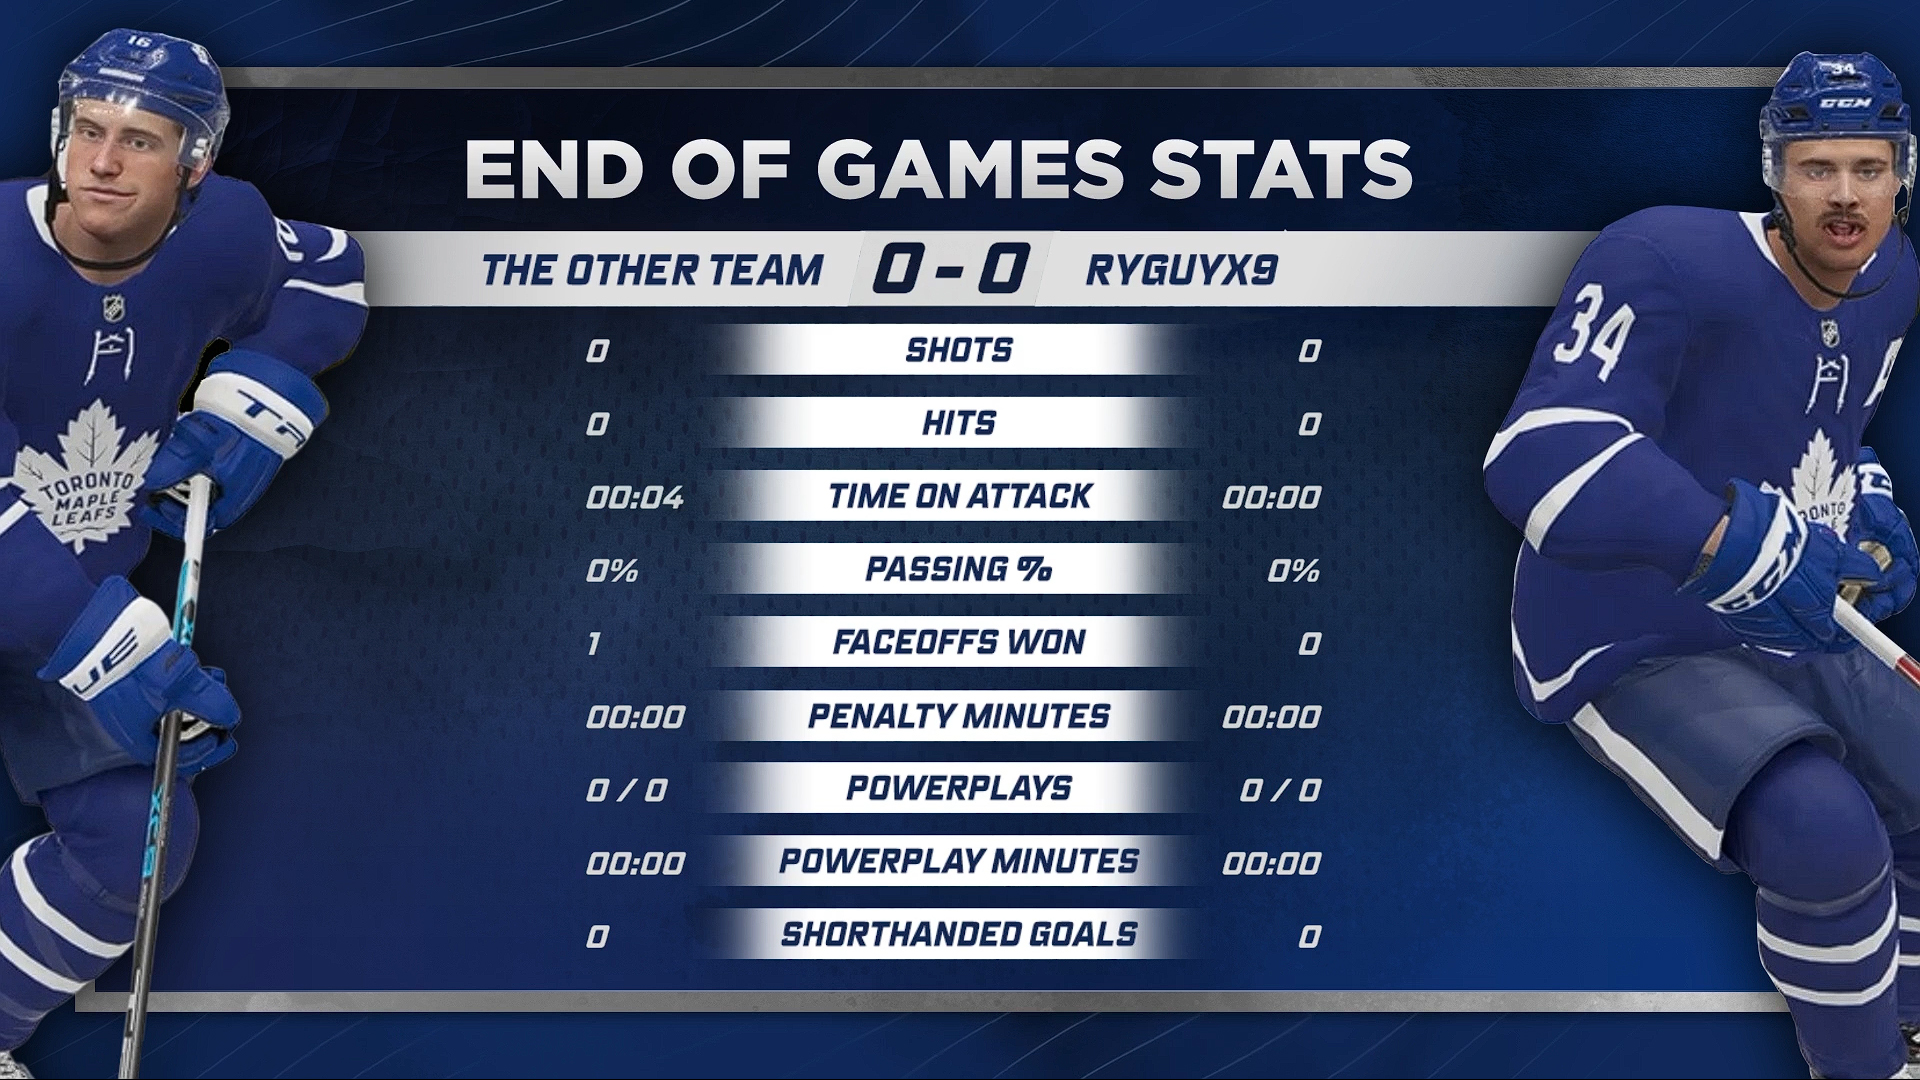 END OF GAMES STATS
THE OTHER TEAM 0 - 0 RYGUYX9
0 SHOTS 0
0 HITS 0
00:04 TIME ON ATTACK 00:00
0% PASSING % 0%
1 FACEOFFS WON 0
00:00 PENALTY MINUTES 00:00
0 / 0 POWERPLAYS 0 / 0
00:00 POWERPLAY MINUTES 00:00
0 SHORTHANDED GOALS 0
16
TORONTO
MAPLE
LEAFS
34
CCM
34